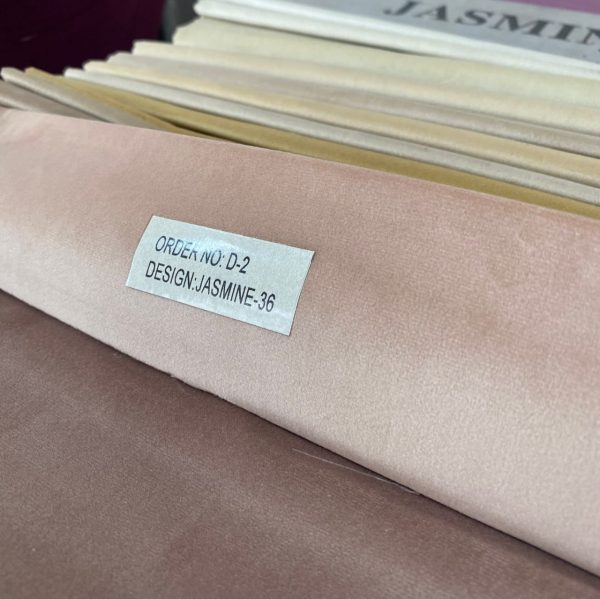 JASMIN
ORDER NO: D-2
DESIGN:JASMINE-36